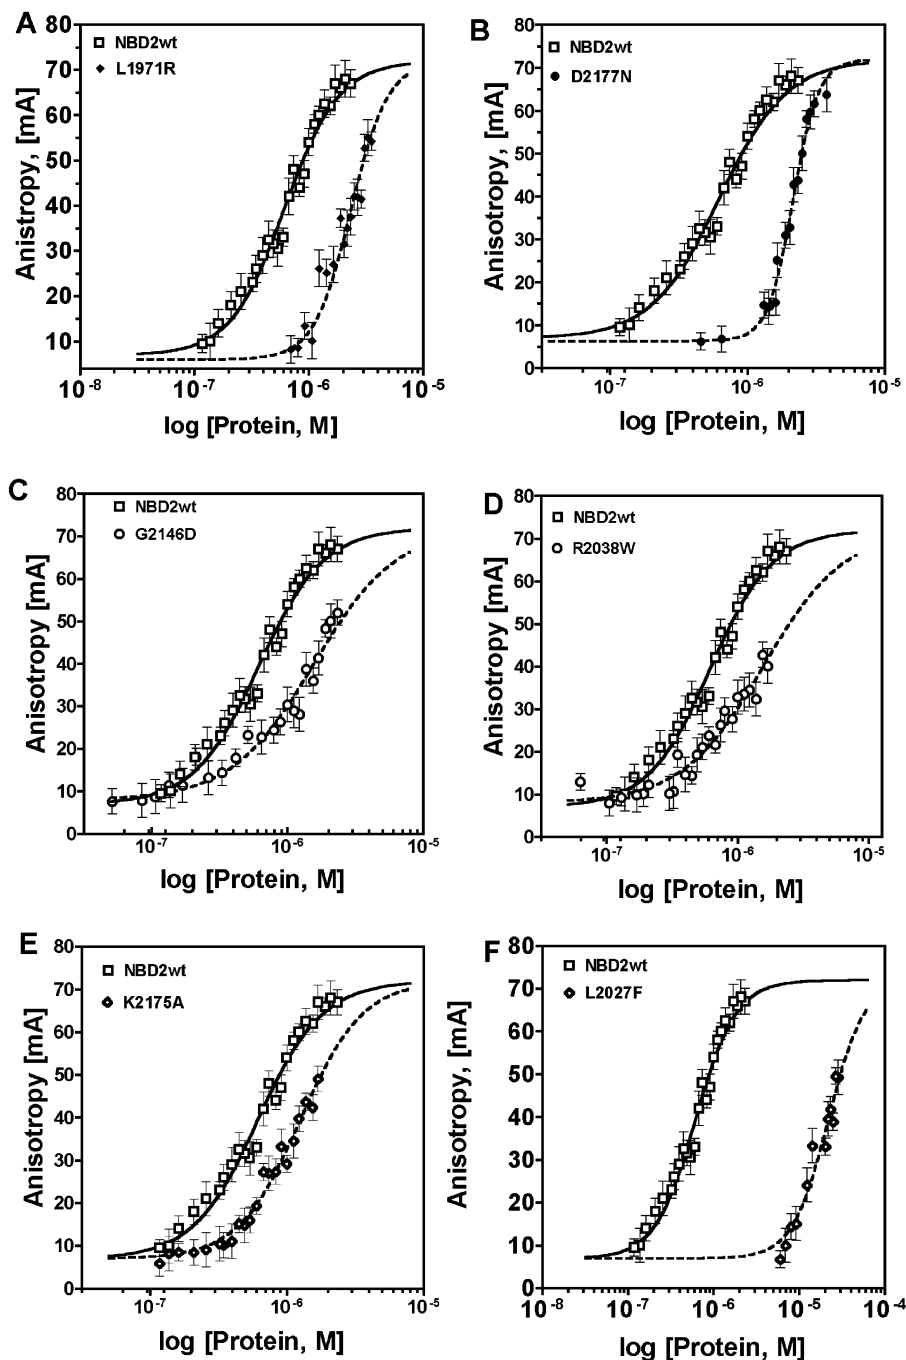 A
80
70
60
50
40
30
20
10
NBD2wt
L1971R
Anistropy, [mA]
10-8
10-7
10-6
10-5
log [Protein, M]
B
80
70
60
50
40
30
20
10
0
NBD2wt
D2177N
Anisotropy, [mA]
10-7
10-6
10-5
log [Protein, M]
C
80
70
60
50
40
30
20
10
0
NBD2wt
G2146D
Anisotropy [mA]
10-7
10-6
10-5
log [Protein, M]
D
80
70
60
50
40
30
20
10
0
NBD2wt
R2038W
Anisotropy [mA]
10-7
10-6
10-5
log [Protein, M]
E
80
70
60
50
40
30
20
10
0
NBD2wt
K2175A
Anisotropy [mA]
10-7
10-6
10-5
log [Protein, M]
F
80
70
60
50
40
30
20
10
0
NBD2wt
L2027F
Anisotropy, [mA]
10-8
10-7
10-6
10-5
10-4
log [Protein, M]